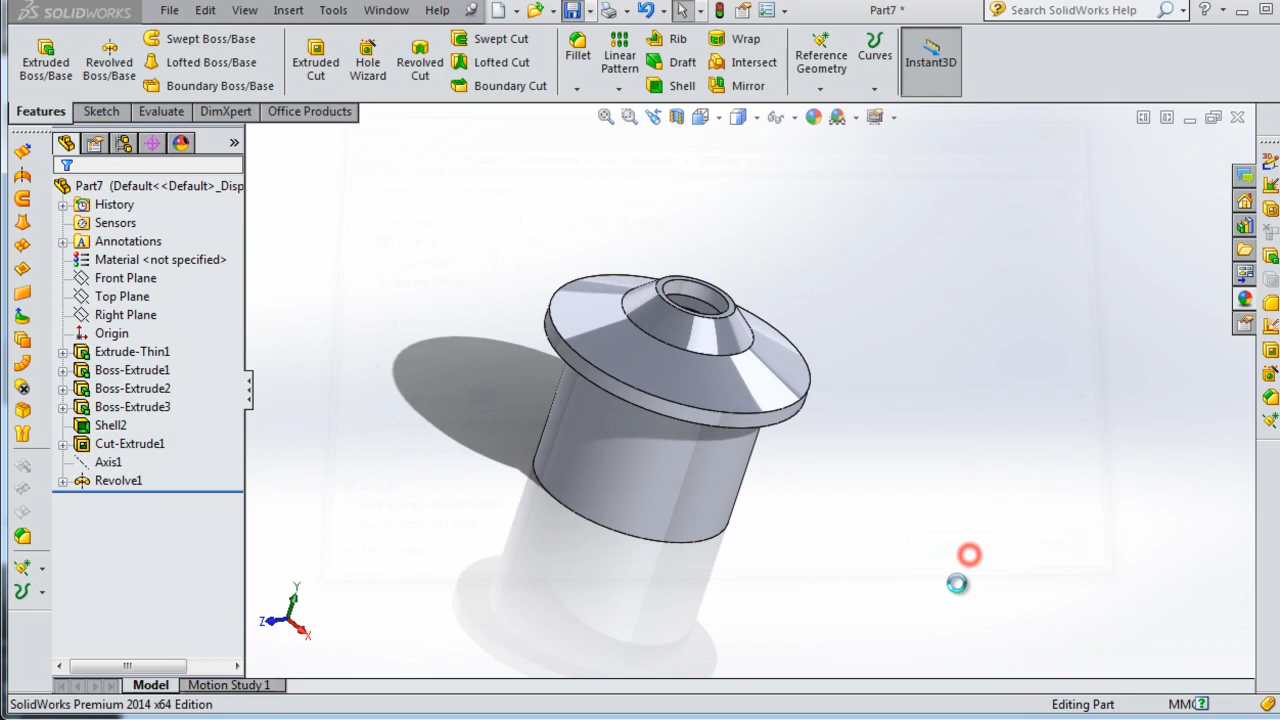 SOLIDWORKS File Edit View Insert Tools Window Help Part7 * Search SolidWorks Help
Extruded Boss/Base
Revolved Boss/Base
Swept Boss/Base
Lofted Boss/Base
Boundary Boss/Base
Extruded Cut
Hole Wizard
Revolved Cut
Swept Cut
Lofted Cut
Boundary Cut
Fillet
Linear Pattern
Rib
Draft
Shell
Wrap
Intersect
Mirror
Reference Geometry
Curves
Instant3D
Features Sketch Evaluate DimXpert Office Products
Part7 (Default<<Default>_Disp
History
Sensors
Annotations
Material <not specified>
Front Plane
Top Plane
Right Plane
Origin
Extrude-Thin1
Boss-Extrude1
Boss-Extrude2
Boss-Extrude3
Shell2
Cut-Extrude1
Axis1
Revolve1
Y
Z
X
Model Motion Study 1
SolidWorks Premium 2014 x64 Edition Editing Part